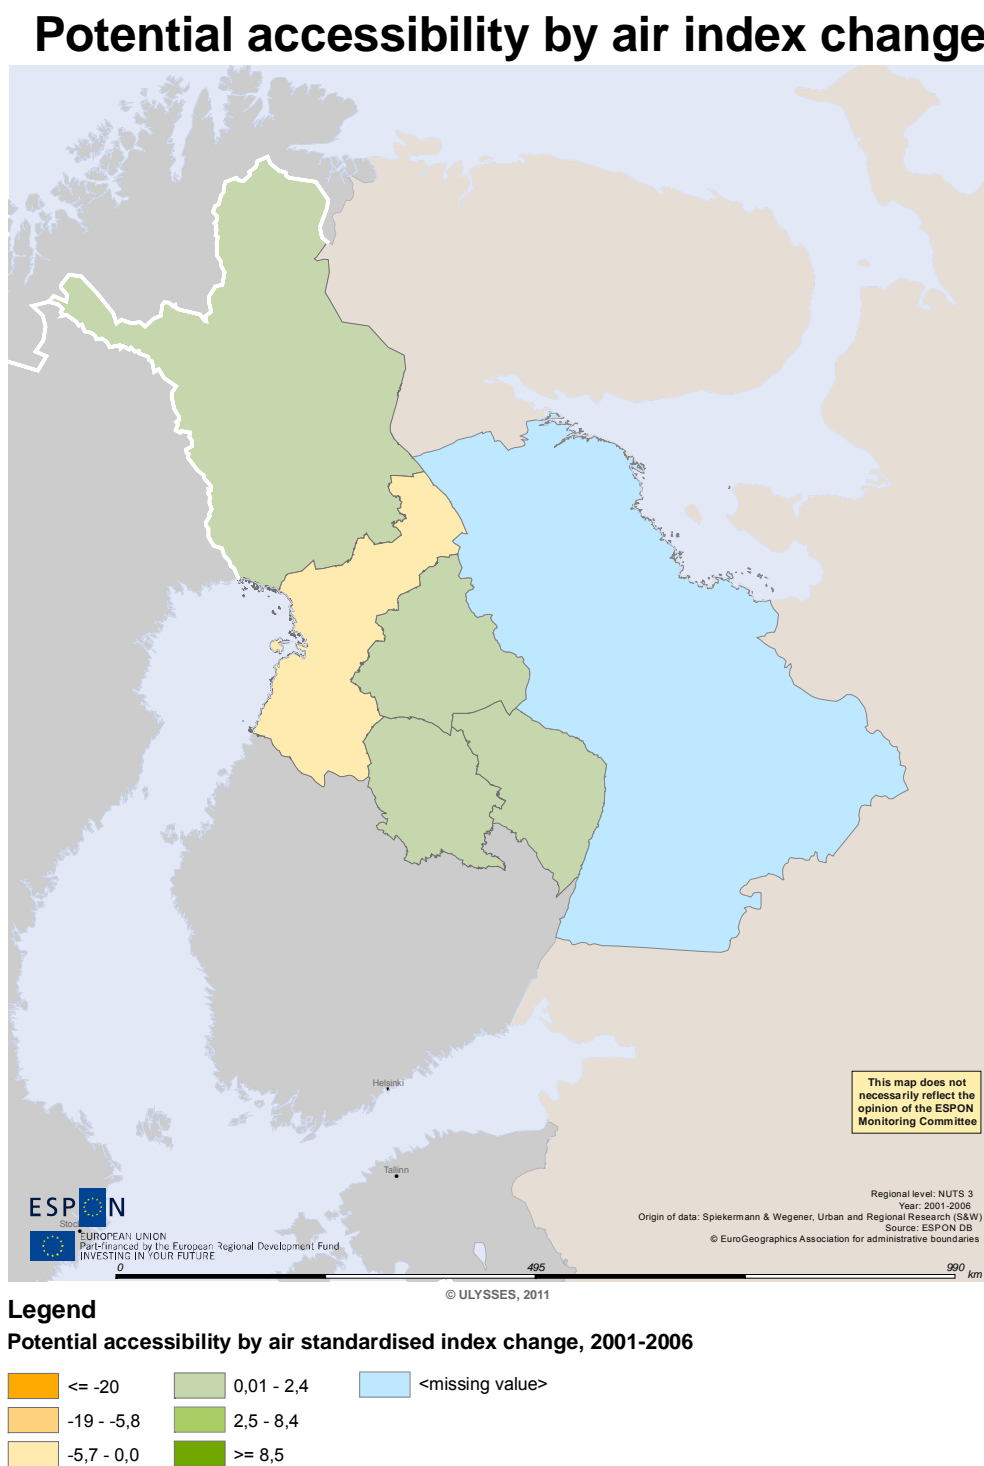 Potential accessibility by air index change
Helsinki
Tallinn
This map does not
necessarily reflect the
opinion of the ESPON
Monitoring Committee
Regional level: NUTS 3
Year: 2001-2006
Origin of data: Spiekermann & Wegener, Urban and Regional Research (S&W)
Source: ESPON DB
© EuroGeographics Association for administrative boundaries
ESPON
EUROPEAN UNION
Part-financed by the European Regional Development Fund
INVESTING IN YOUR FUTURE
0 495 990 km
© ULYSSES, 2011
Legend
Potential accessibility by air standardised index change, 2001-2006
<= -20
-19 - -5,8
-5,7 - 0,0
0,01 - 2,4
2,5 - 8,4
>= 8,5
<missing value>